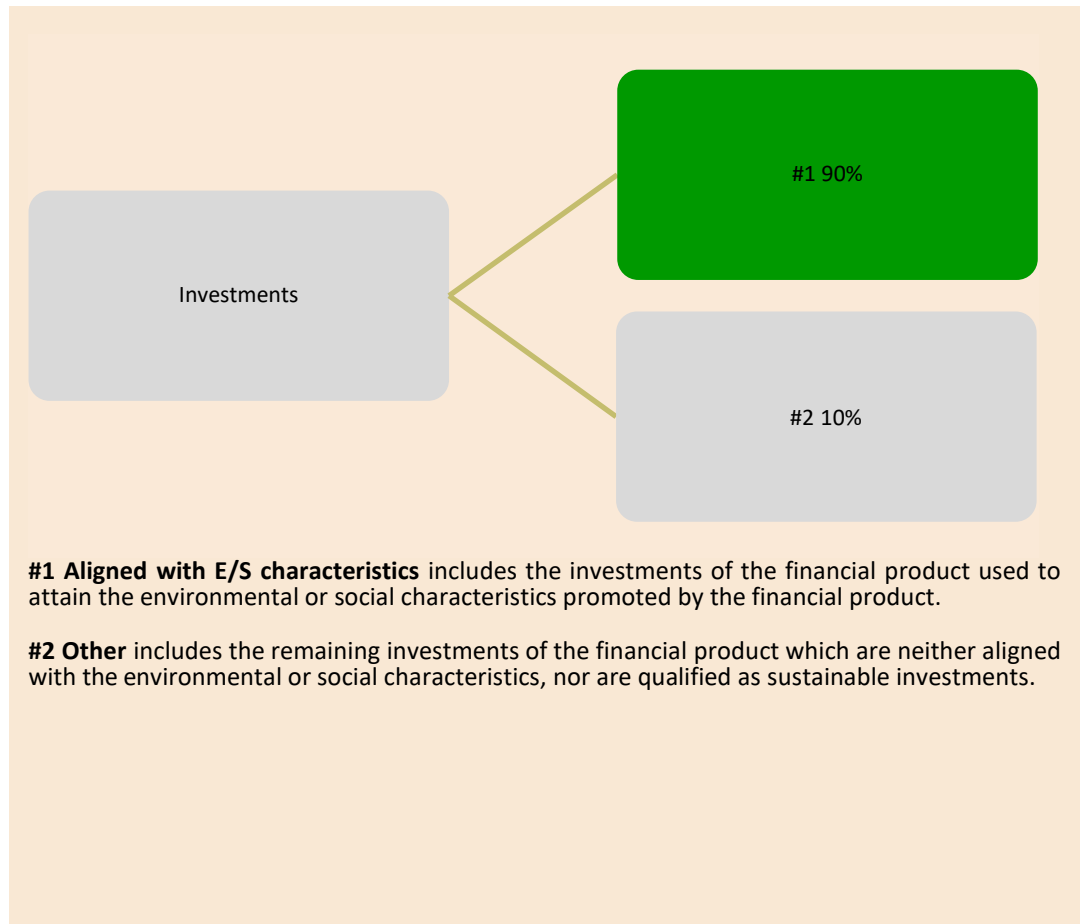 #1 90%
Investments
#2 10%
#1 Aligned with E/S characteristics includes the investments of the financial product used to
attain the environmental or social characteristics promoted by the financial product.
#2 Other includes the remaining investments of the financial product which are neither aligned
with the environmental or social characteristics, nor are qualified as sustainable investments.